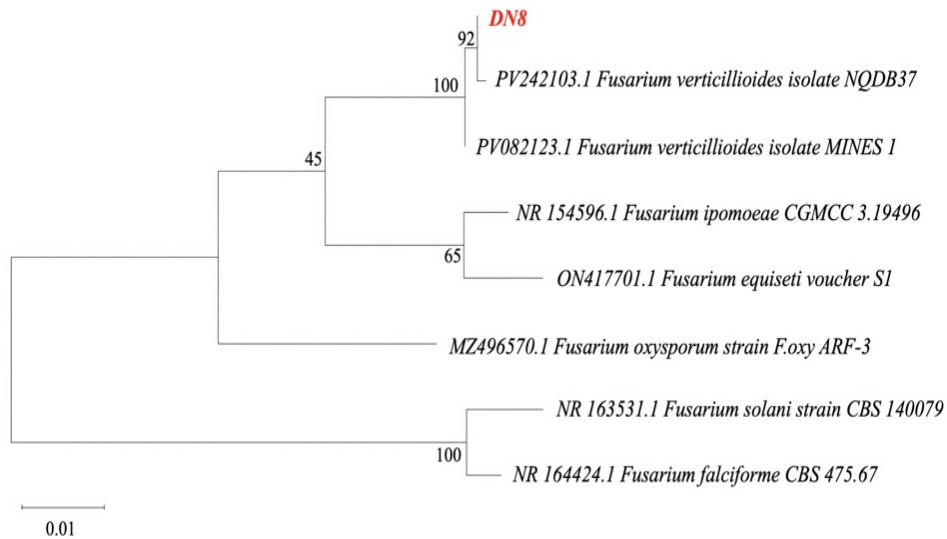 DN8
92
PV242103.1 Fusarium verticillioides isolate NQDB37
100
PV082123.1 Fusarium verticillioides isolate MINES 1
45
NR 154596.1 Fusarium ipomoeae CGMCC 3.19496
65
ON417701.1 Fusarium equiseti voucher S1
MZ496570.1 Fusarium oxysporum strain F.oxy ARF-3
NR 163531.1 Fusarium solani strain CBS 140079
100
NR 164424.1 Fusarium falciforme CBS 475.67
0.01